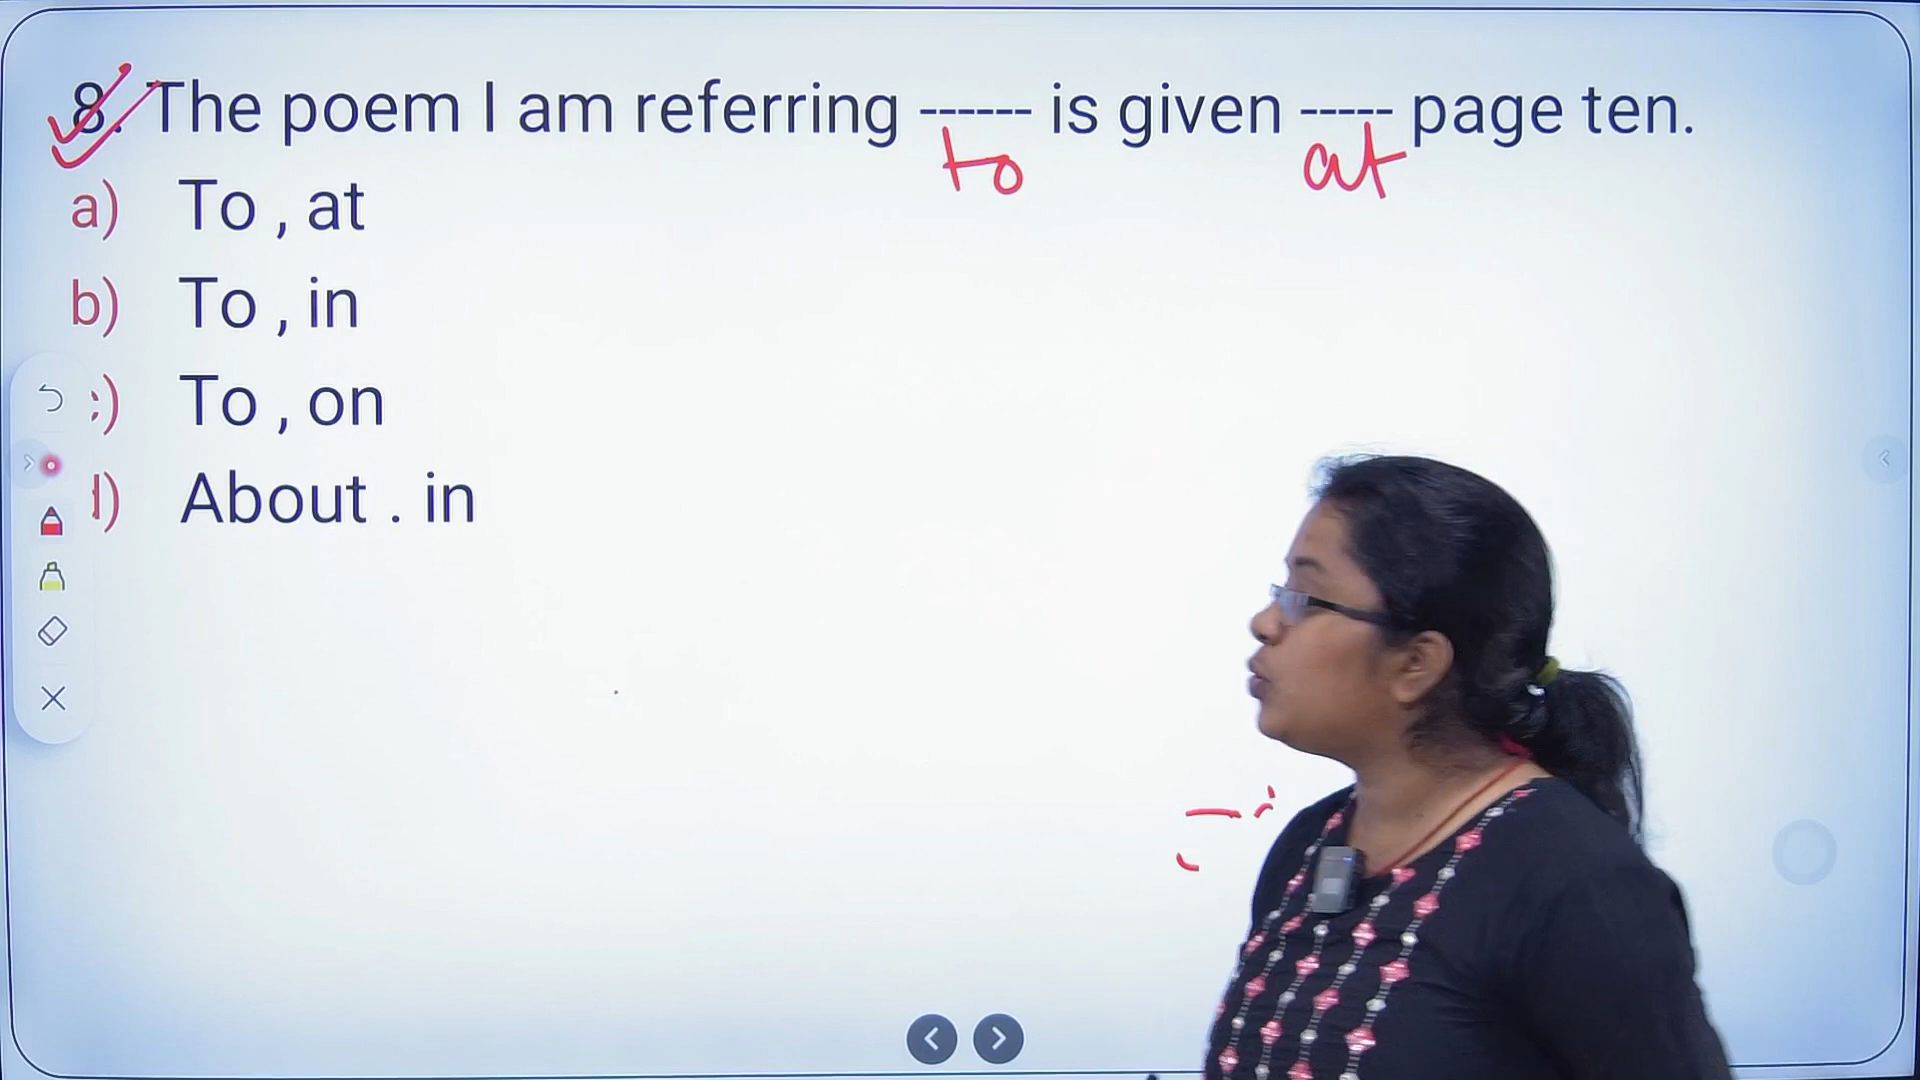 8. The poem I am referring ------ is given ----- page ten.
to at
a) To , at
b) To , in
:) To , on
l) About . in